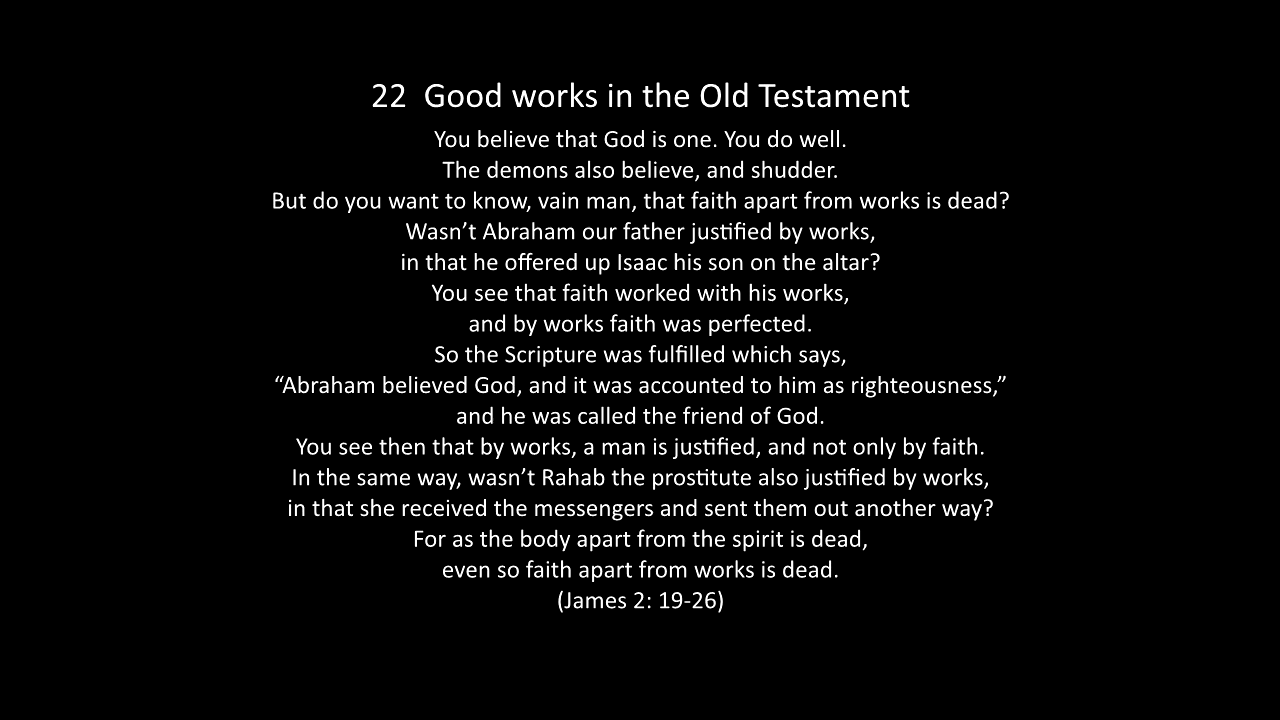 22  Good works in the Old Testament
You believe that God is one. You do well.
The demons also believe, and shudder.
But do you want to know, vain man, that faith apart from works is dead?
Wasn’t Abraham our father justified by works,
in that he offered up Isaac his son on the altar?
You see that faith worked with his works,
and by works faith was perfected.
So the Scripture was fulfilled which says,
“Abraham believed God, and it was accounted to him as righteousness,”
and he was called the friend of God.
You see then that by works, a man is justified, and not only by faith.
In the same way, wasn’t Rahab the prostitute also justified by works,
in that she received the messengers and sent them out another way?
For as the body apart from the spirit is dead,
even so faith apart from works is dead.
(James 2: 19-26)